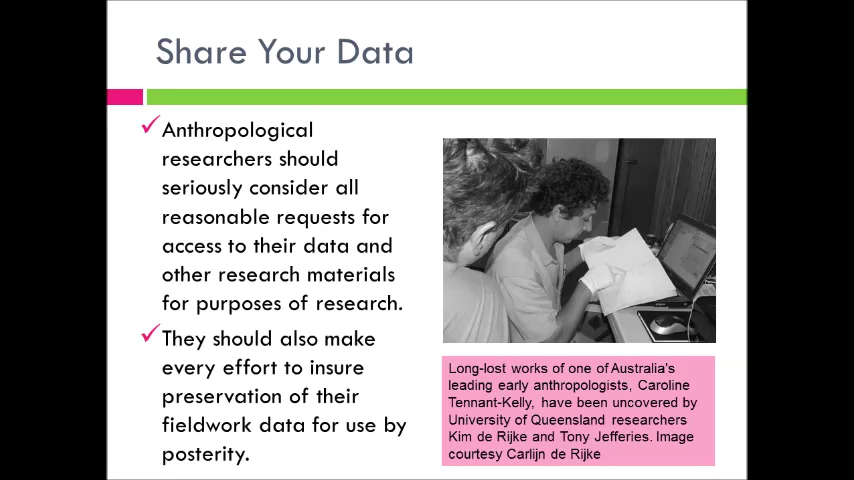 Share Your Data
✓Anthropological
researchers should
seriously consider all
reasonable requests for
access to their data and
other research materials
for purposes of research.
✓They should also make
every effort to insure
preservation of their
fieldwork data for use by
posterity.
Long-lost works of one of Australia's
leading early anthropologists, Caroline
Tennant-Kelly, have been uncovered by
University of Queensland researchers
Kim de Rijke and Tony Jefferies. Image
courtesy Carlijn de Rijke